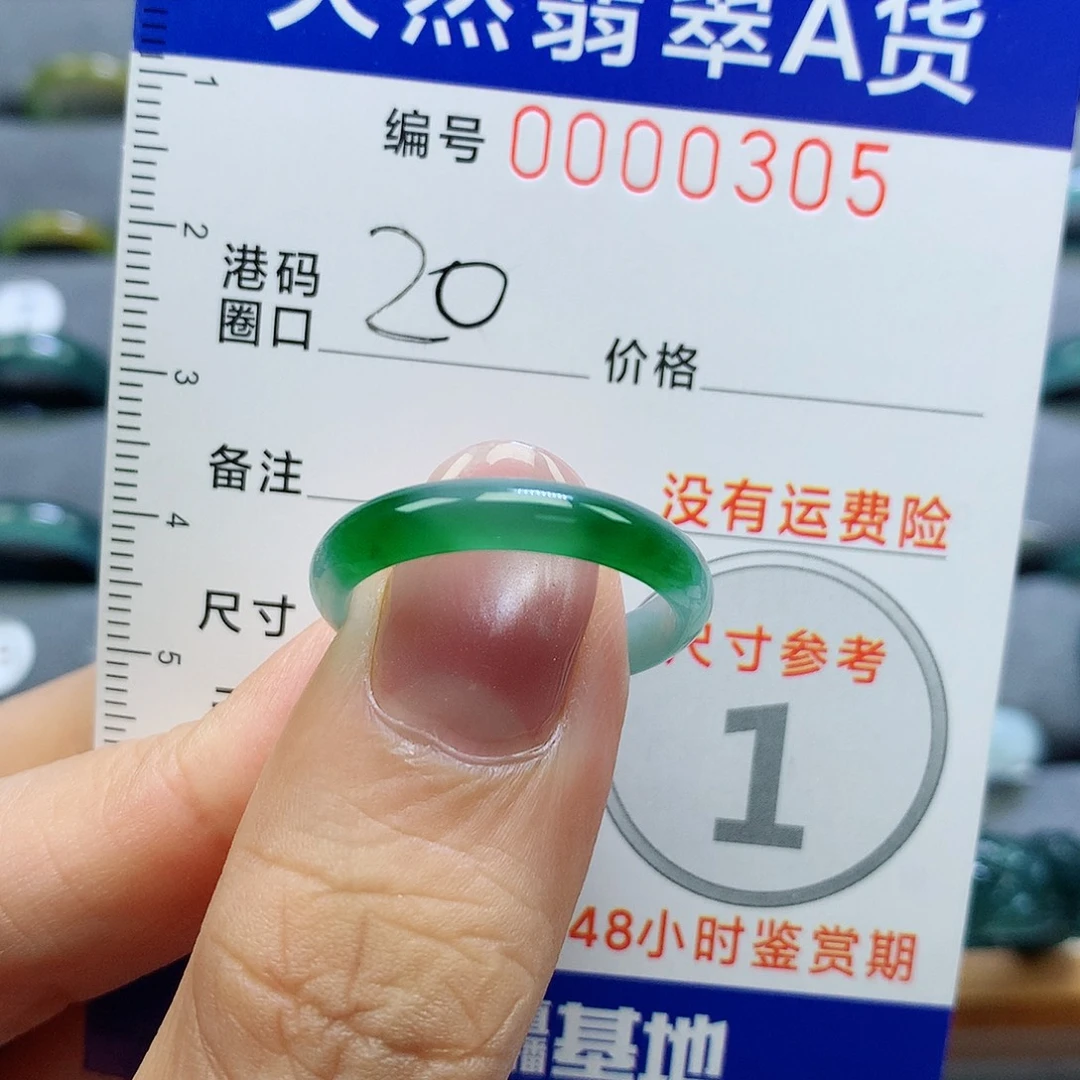 天然翡翠A货
编号 0000305
港码圈口 20
价格
备注
没有运费险
尺寸
尺寸参考
1
48小时鉴赏期
直播基地
1
2
3
4
5